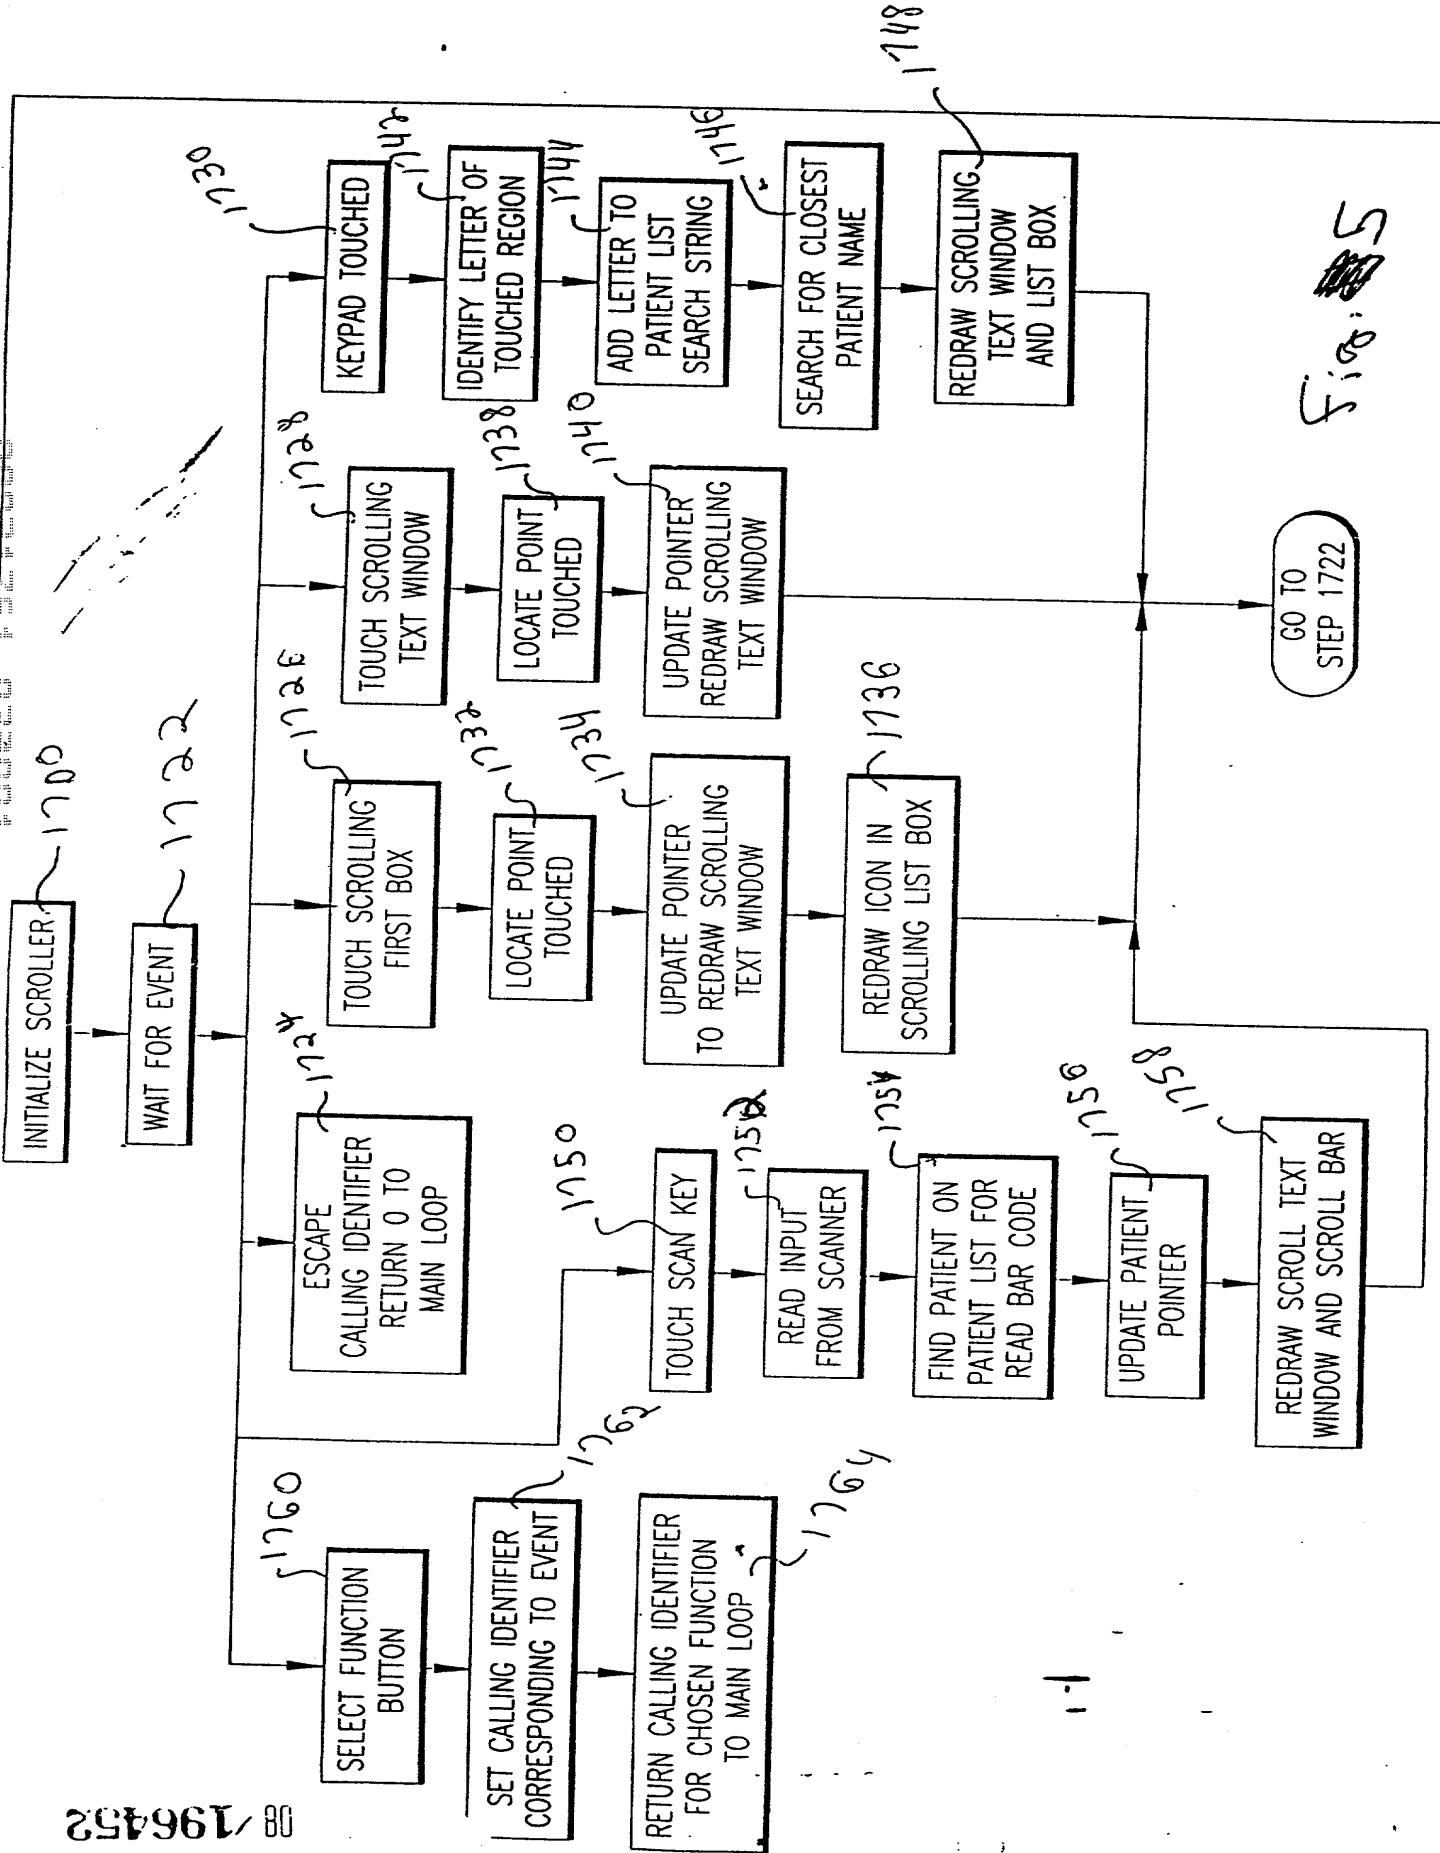 INITIALIZE SCROLLER
1700
WAIT FOR EVENT
1722
SELECT FUNCTION
BUTTON
1760
SET CALLING IDENTIFIER
CORRESPONDING TO EVENT
1762
RETURN CALLING IDENTIFIER
FOR CHOSEN FUNCTION
TO MAIN LOOP
1764
ESCAPE
CALLING IDENTIFIER
RETURN 0 TO
MAIN LOOP
1724
TOUCH SCAN KEY
1750
READ INPUT
FROM SCANNER
1752
FIND PATIENT ON
PATIENT LIST FOR
READ BAR CODE
1754
UPDATE PATIENT
POINTER
1756
REDRAW SCROLL TEXT
WINDOW AND SCROLL BAR
1758
TOUCH SCROLLING
FIRST BOX
1726
LOCATE POINT
TOUCHED
1732
UPDATE POINTER
TO REDRAW SCROLLING
TEXT WINDOW
1734
REDRAW ICON IN
SCROLLING LIST BOX
1736
TOUCH SCROLLING
TEXT WINDOW
1728
LOCATE POINT
TOUCHED
1738
UPDATE POINTER
REDRAW SCROLLING
TEXT WINDOW
1740
KEYPAD TOUCHED
1730
IDENTIFY LETTER OF
TOUCHED REGION
1742
ADD LETTER TO
PATIENT LIST
SEARCH STRING
1744
SEARCH FOR CLOSEST
PATIENT NAME
1746
REDRAW SCROLLING
TEXT WINDOW
AND LIST BOX
1748
GO TO
STEP 1722
Fig. 5
08/196452